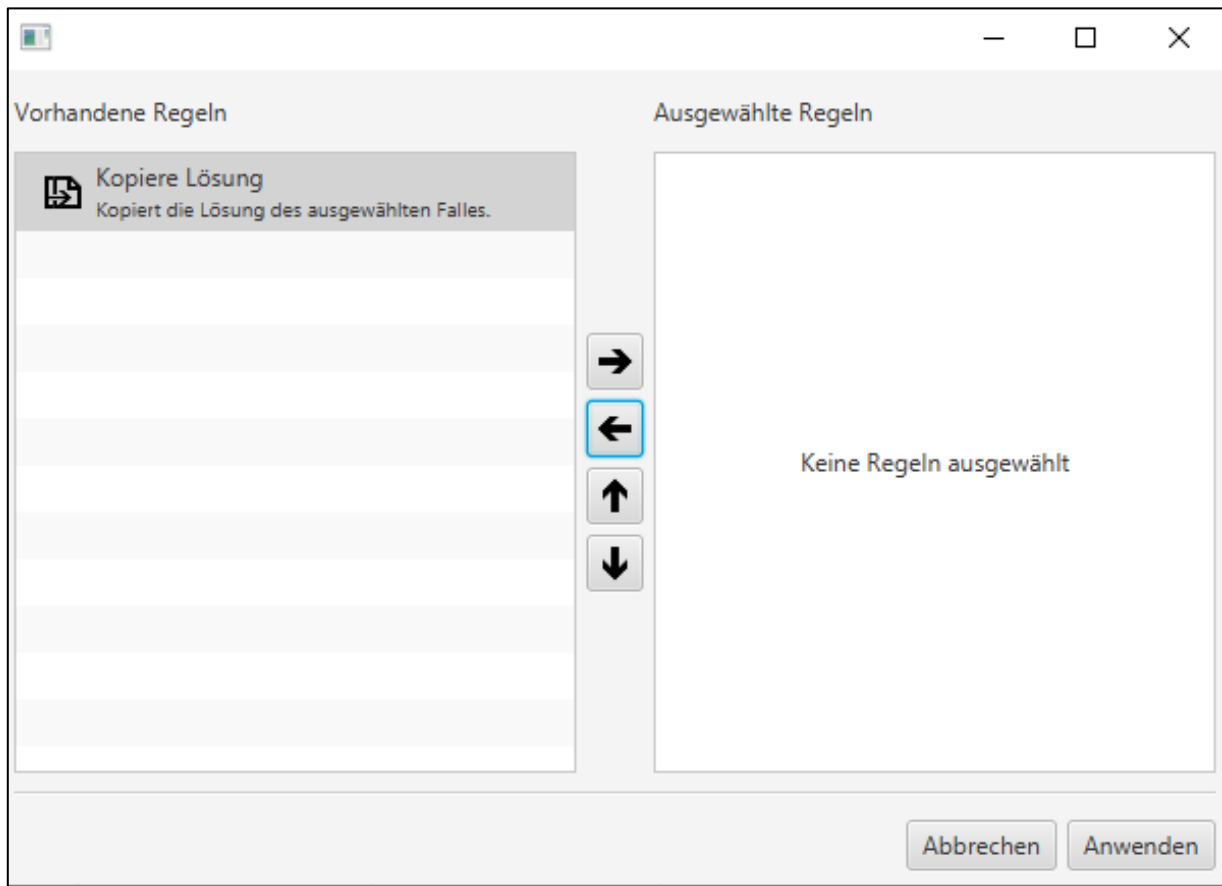 Vorhandene Regeln
Ausgewählte Regeln
Kopiere Lösung
Kopiert die Lösung des ausgewählten Falles.
Keine Regeln ausgewählt
Abbrechen
Anwenden